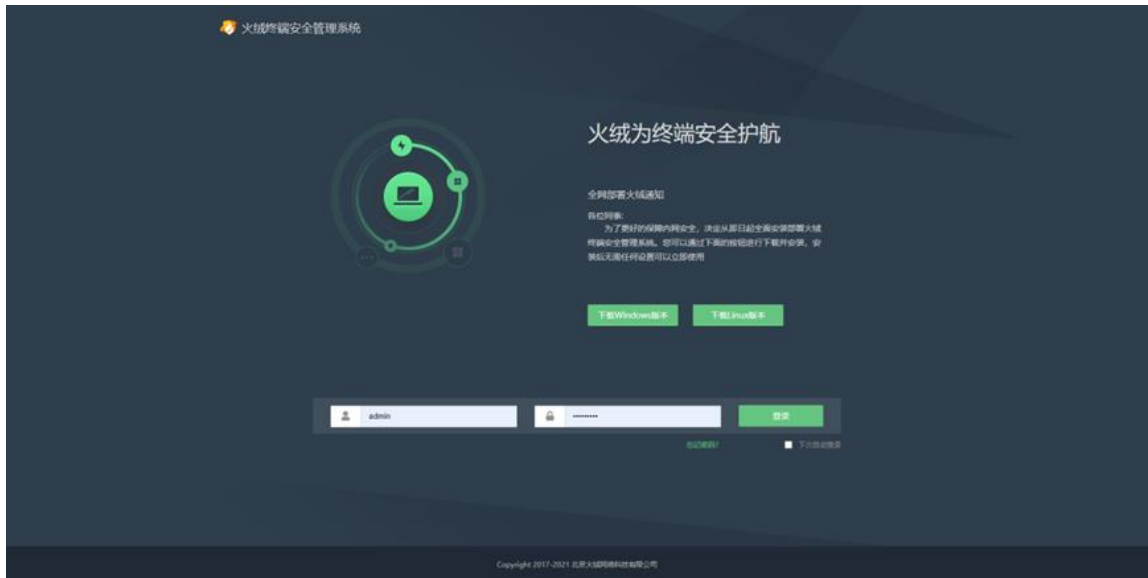 火绒终端安全管理系统
火绒为终端安全护航
全网部署火绒通知
各位同事:
为了更好的保障内网安全，决定从即日起全面安装部署火绒
终端安全管理系统。您可以通过下面的按钮进行下载并安装，安
装后无需任何设置可以立即使用
下载Windows版本 下载Linux版本
admin ········· 登录
忘记密码? 下次自动登录
Copyright 2017-2021 北京火绒网络科技有限公司